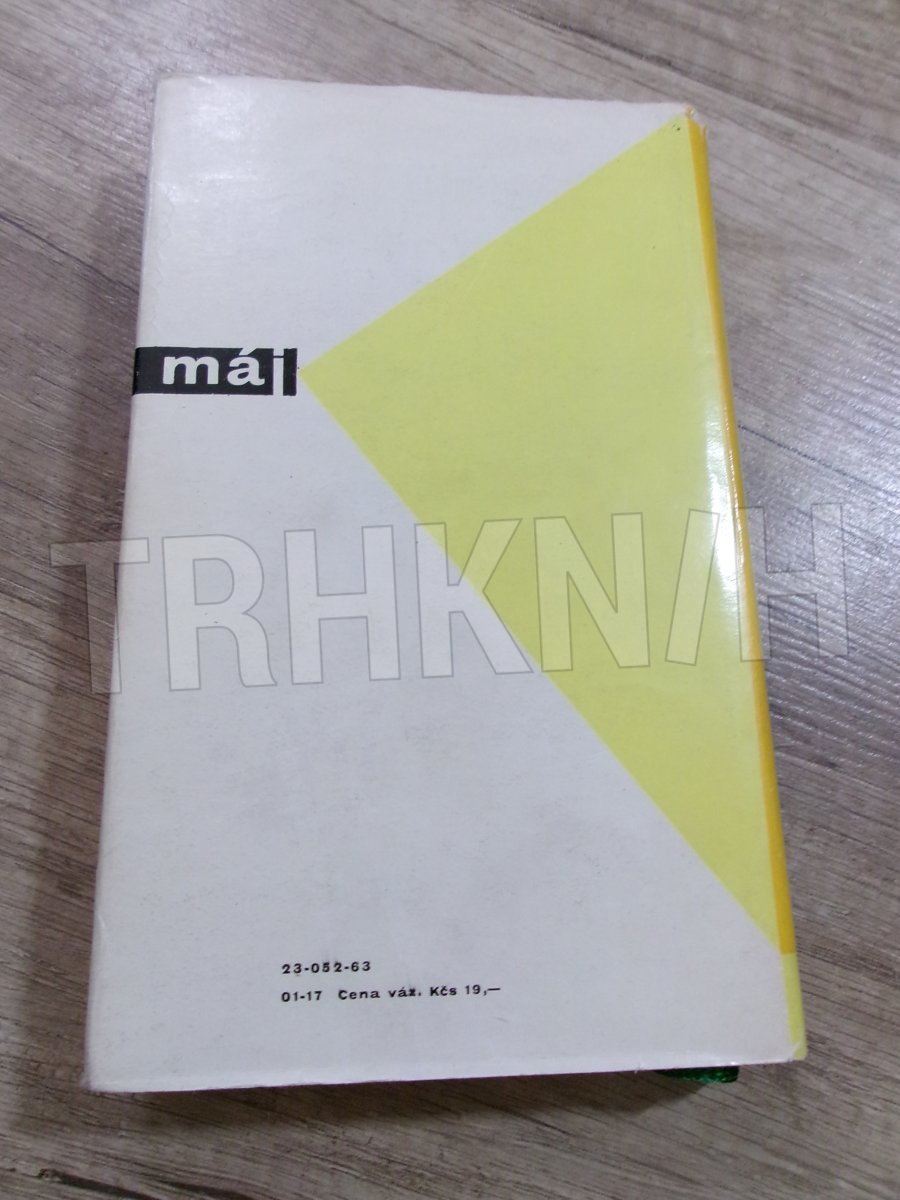 máj
TRHKNIH
23-052-63
01-17 Cena váz. Kčs 19,—